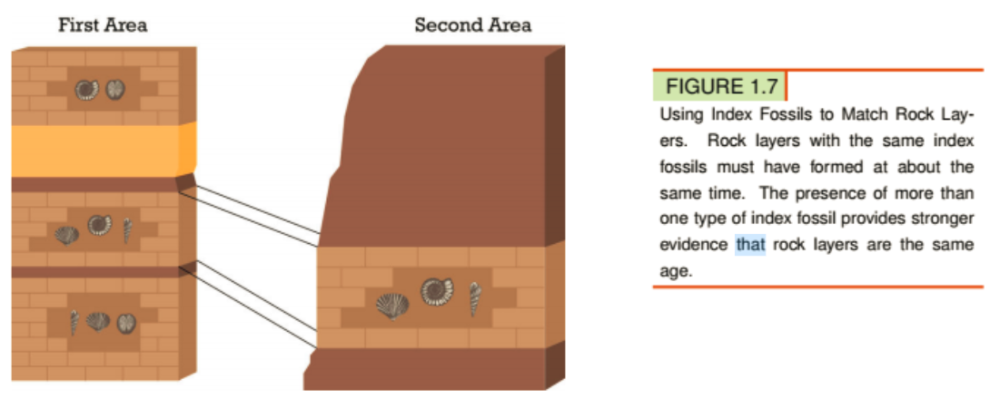 First Area
Second Area
FIGURE 1.7
Using Index Fossils to Match Rock Lay-
ers. Rock layers with the same index
fossils must have formed at about the
same time. The presence of more than
one type of index fossil provides stronger
evidence that rock layers are the same
age.